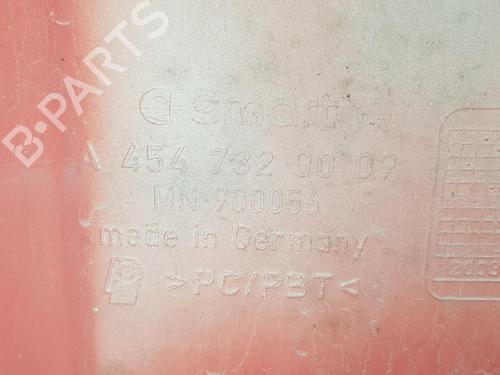 B-PARTS
smart
A 454 732 00 09
MN 900056
made in Germany
>PC/PBT<